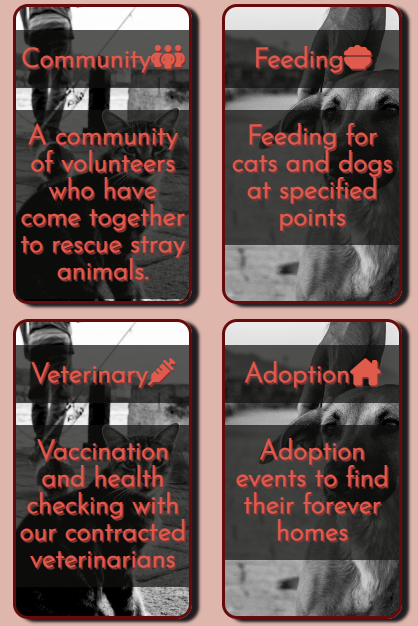 Community
A community
of volunteers
who have
come together
to rescue stray
animals.
Feeding
Feeding for
cats and dogs
at specified
points
Veterinary
Vaccination
and health
checking with
our contracted
veterinarians
Adoption
Adoption
events to find
their forever
homes